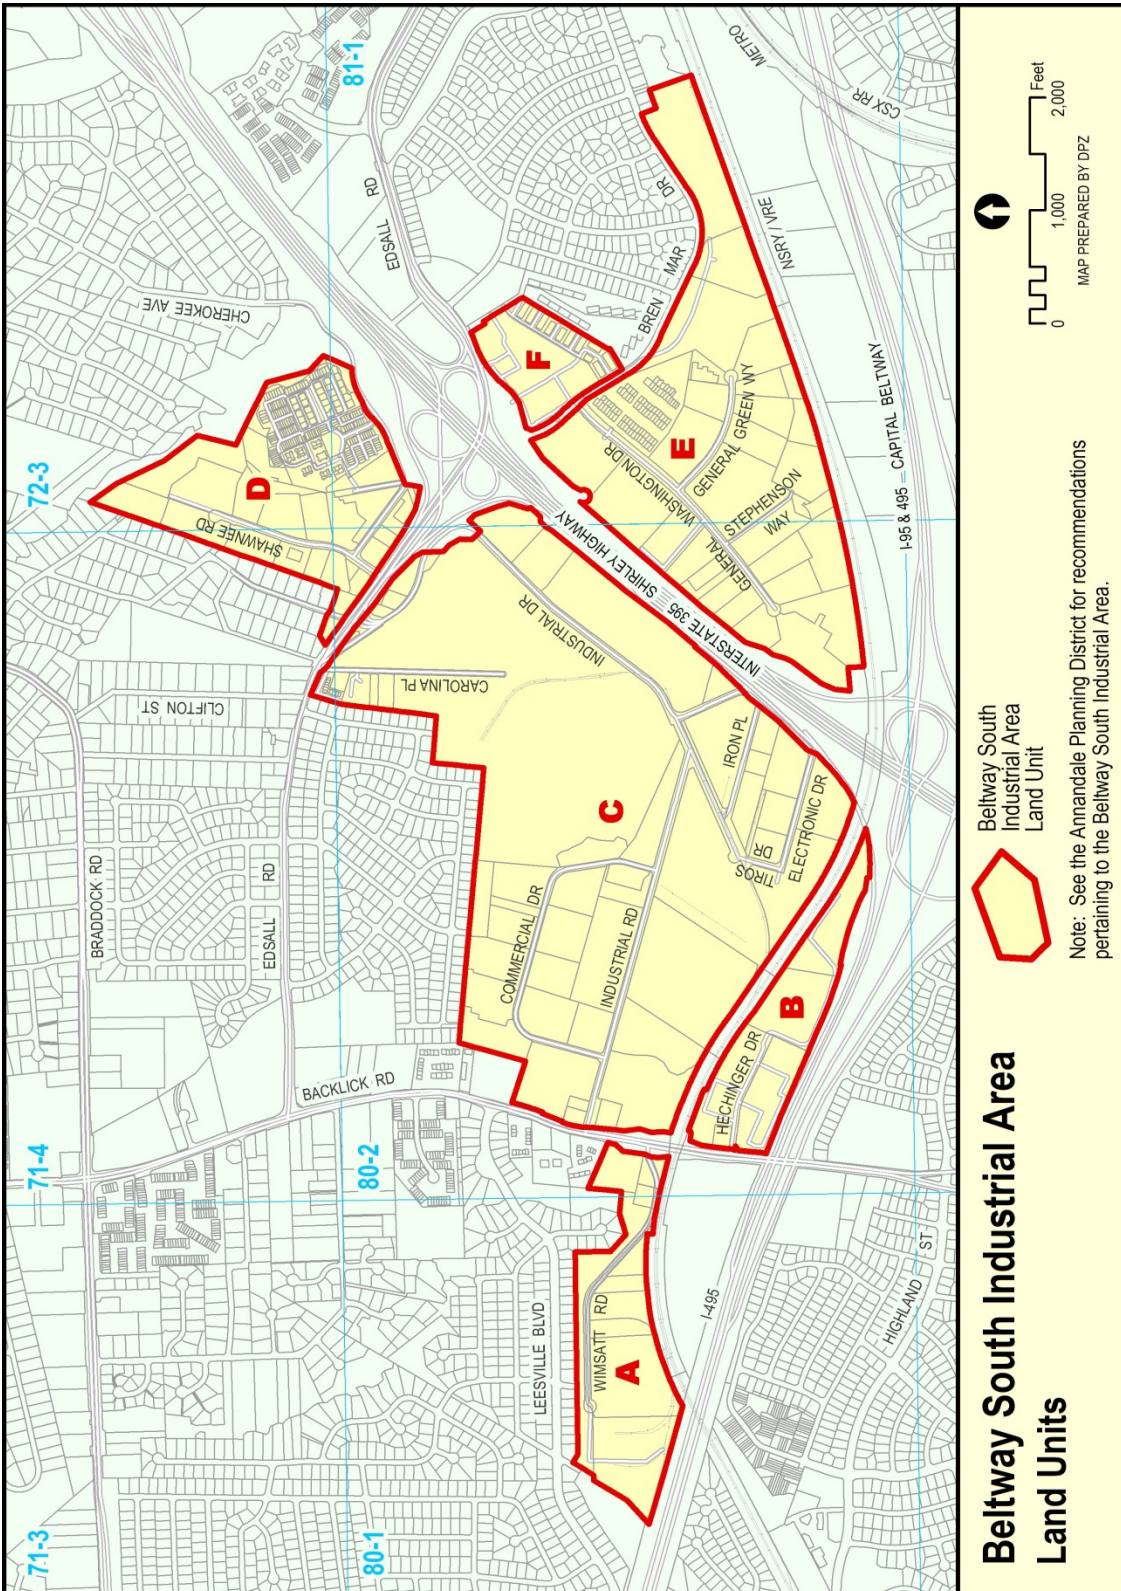 71-3
71-4
72-3
81-1
80-1
80-2
BRADDOCK RD
CLIFTON ST
CHEROKEE AVE
EDSALL RD
EDSALL RD
METRO
CSX RR
BACKLICK RD
LEESVILLE BLVD
SHAWNEE RD
D
CAROLINA PL
INDUSTRIAL DR
F
BREN MAR DR
COMMERCIAL DR
INDUSTRIAL RD
C
IRON PL
TIROS DR
ELECTRONIC DR
INTERSTATE 395 SHIRLEY HIGHWAY
GENERAL WASHINGTON DR
E
GENERAL GREEN WY
STEPHENSON WAY
NSRY / VRE
WIMSATT RD
A
HECHINGER DR
B
I-495
I-95 & 495 CAPITAL BELTWAY
HIGHLAND ST
Beltway South Industrial Area
Land Units
Beltway South
Industrial Area
Land Unit
Note: See the Annandale Planning District for recommendations
pertaining to the Beltway South Industrial Area.
0 1,000 2,000 Feet
MAP PREPARED BY DPZ